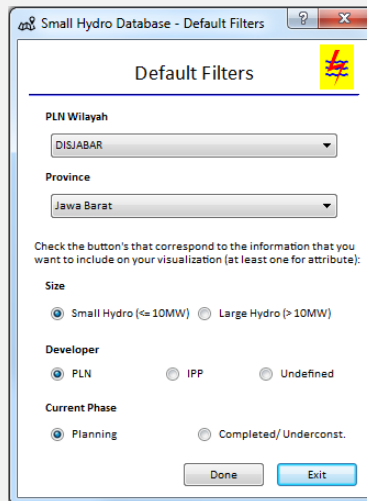 Small Hydro Database - Default Filters
Default Filters
PLN Wilayah
DISJABAR
Province
Jawa Barat
Check the button's that correspond to the information that you
want to include on your visualization (at least one for attribute):
Size
Small Hydro (<= 10MW) Large Hydro (> 10MW)
Developer
PLN IPP Undefined
Current Phase
Planning Completed/Underconst.
Done Exit